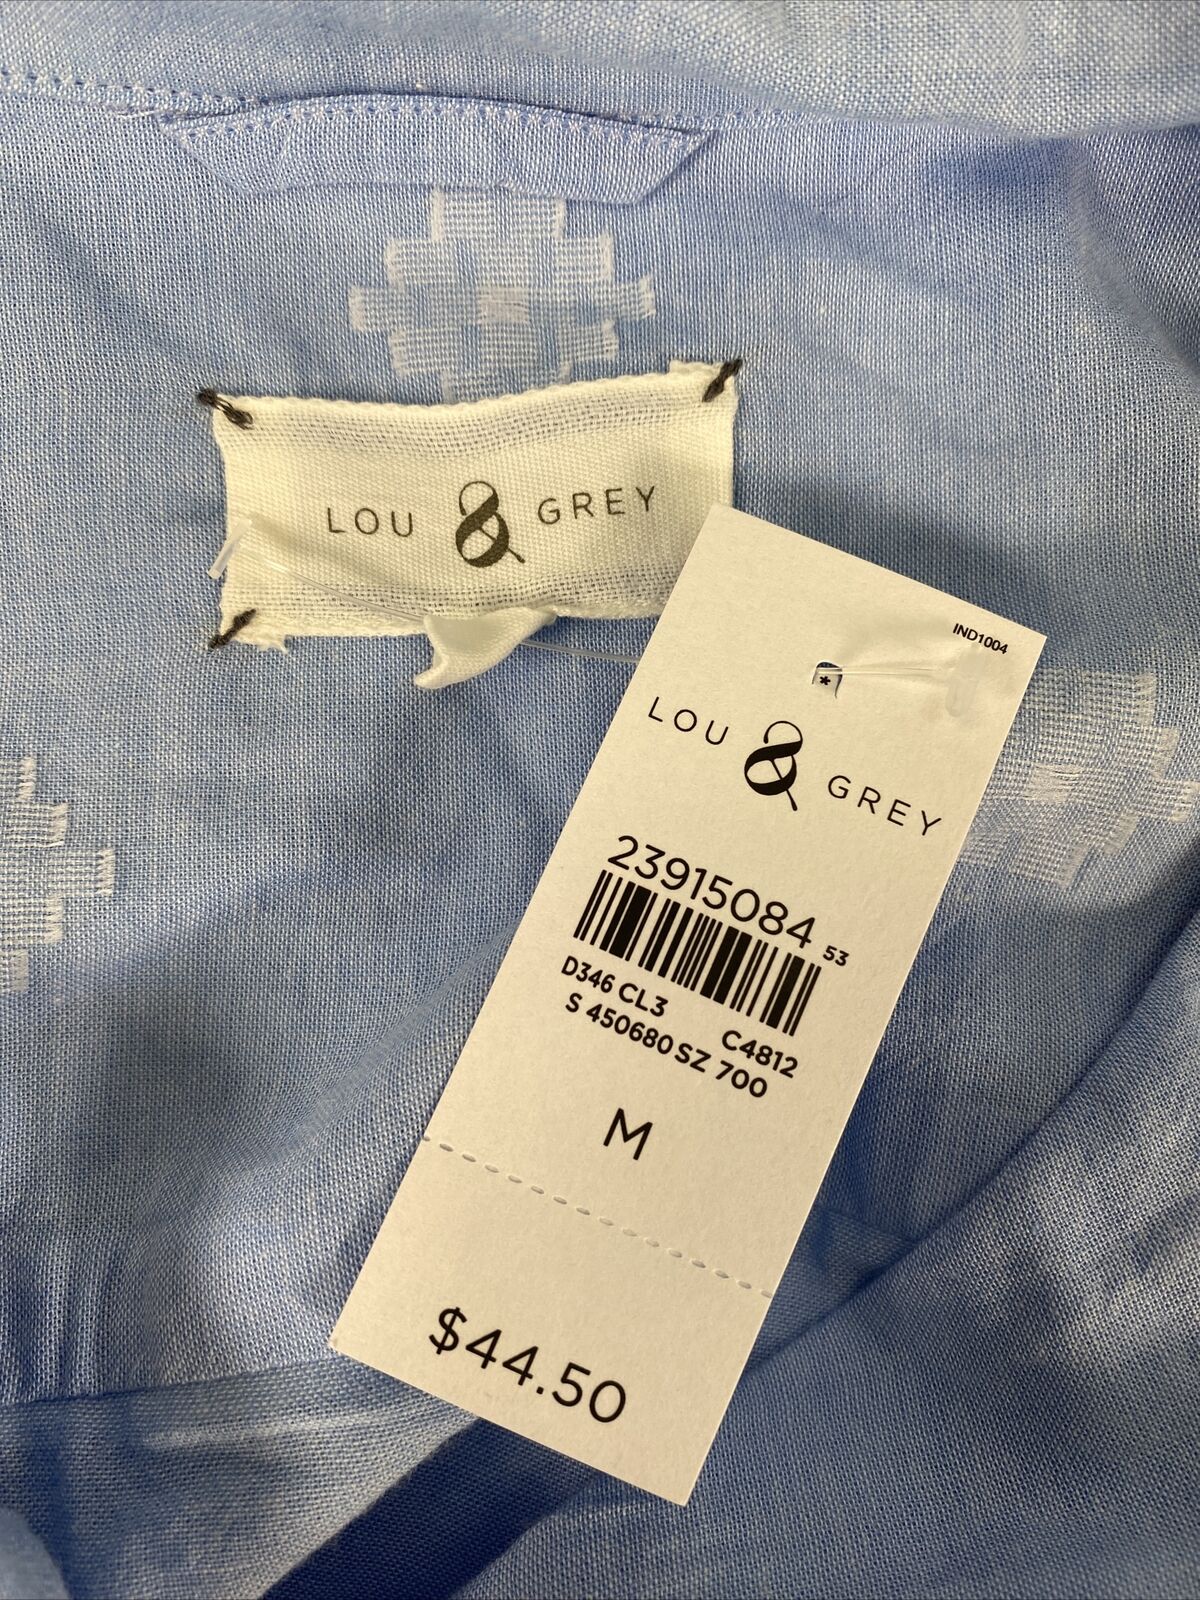 LOU & GREY
IND1004
*
LOU & GREY
23915084 53
D346 CL3 C4812
S 450680 SZ 700
M
$44.50